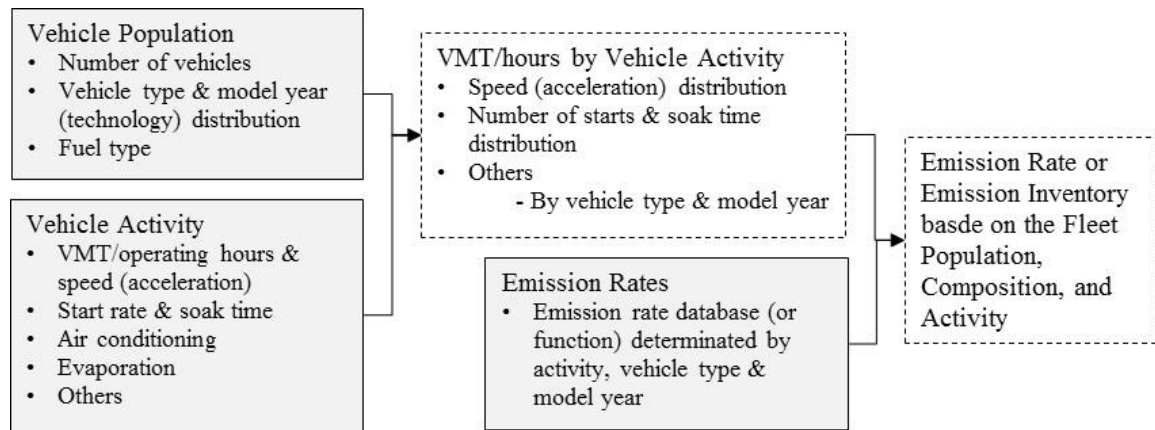 Vehicle Population
• Number of vehicles
• Vehicle type & model year
(technology) distribution
• Fuel type
Vehicle Activity
• VMT/operating hours &
speed (acceleration)
• Start rate & soak time
• Air conditioning
• Evaporation
• Others
VMT/hours by Vehicle Activity
• Speed (acceleration) distribution
• Number of starts & soak time
distribution
• Others
- By vehicle type & model year
Emission Rates
• Emission rate database (or
function) determinated by
activity, vehicle type &
model year
Emission Rate or
Emission Inventory
basde on the Fleet
Population,
Composition, and
Activity